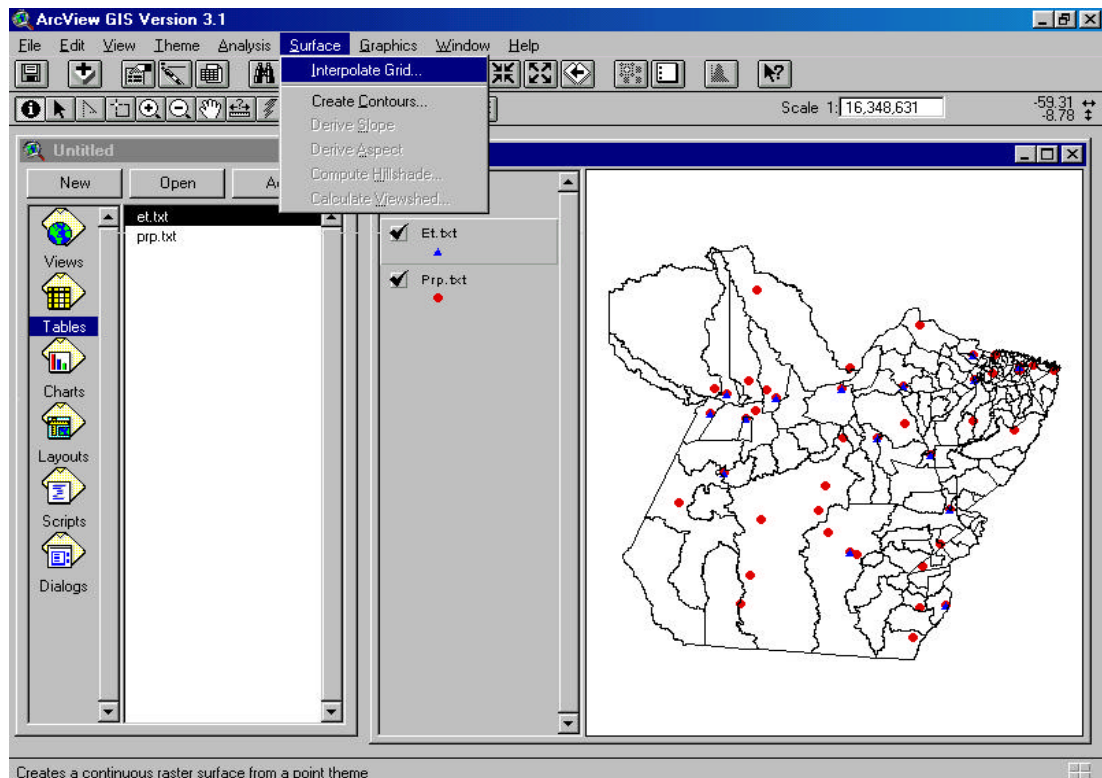 ArcView GIS Version 3.1
File Edit View Theme Analysis Surface Graphics Window Help
Interpolate Grid...
Create Contours...
Derive Slope
Derive Aspect
Compute Hillshade...
Calculate Viewshed...
Scale 1: 16,348,631
-59.31
-8.78
Untitled
New Open
Views
Tables
Charts
Layouts
Scripts
Dialogs
et.txt
prp.txt
Et.txt
Prp.txt
Creates a continuous raster surface from a point theme